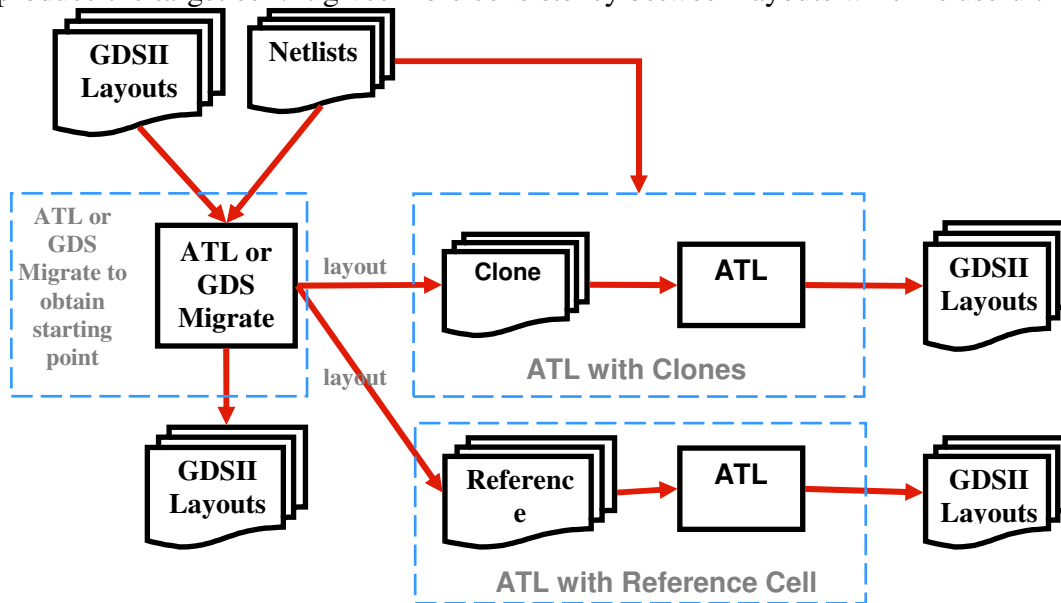 GDSII
Layouts
Netlists
ATL or
GDS
Migrate to
obtain
starting
point
ATL or
GDS
Migrate
layout
Clone
ATL
GDSII
Layouts
ATL with Clones
layout
GDSII
Layouts
Referenc
e
ATL
GDSII
Layouts
ATL with Reference Cell